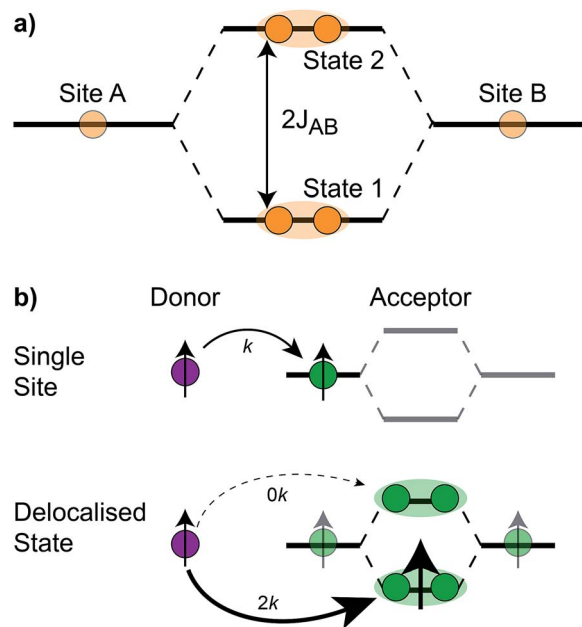 a)
State 2
Site A
Site B
2J_AB
State 1
b)
Donor
Acceptor
Single
Site
k
Delocalised
State
0k
2k